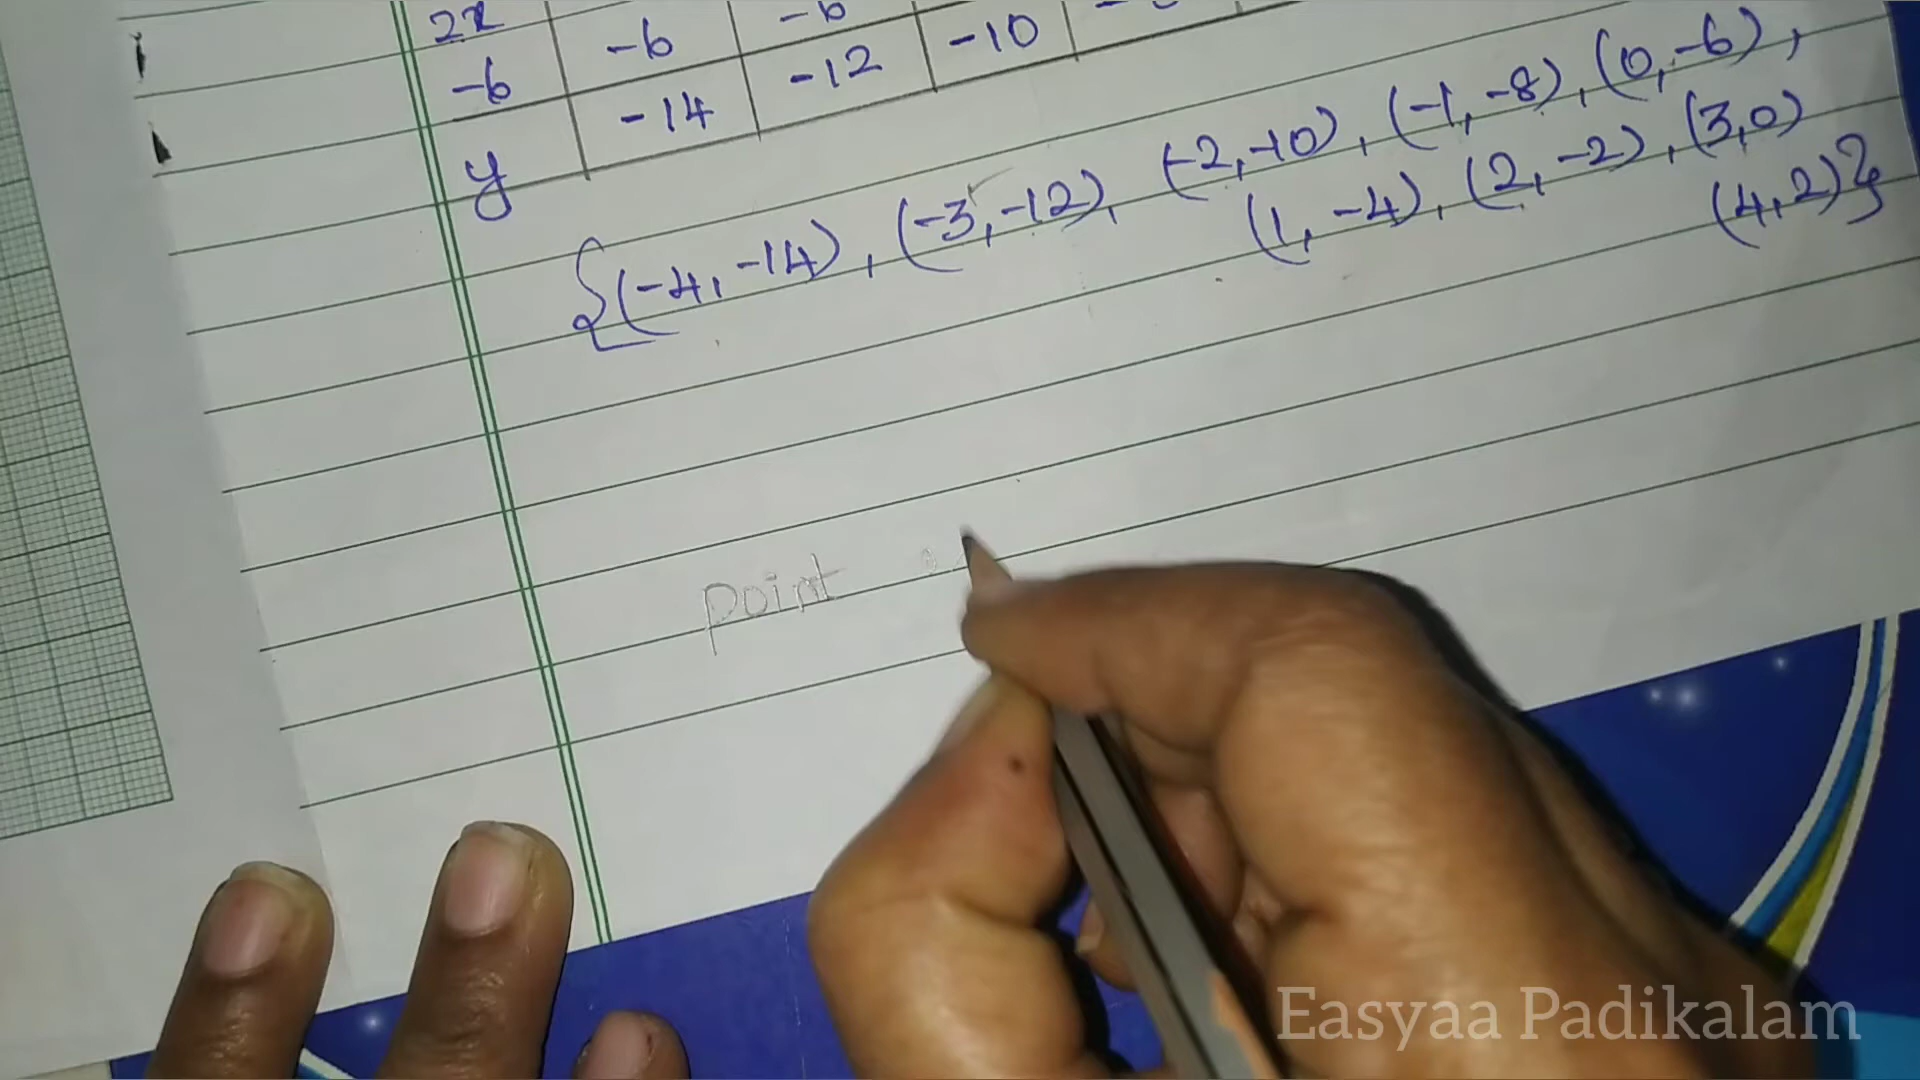 2x
-6 -6 -6
-14 -12 -10
y
{(-4, -14), (-3, -12), (-2, -10), (-1, -8), (0, -6),
(1, -4), (2, -2), (3, 0)
(4, 2)}
point
Easyaa Padikalam